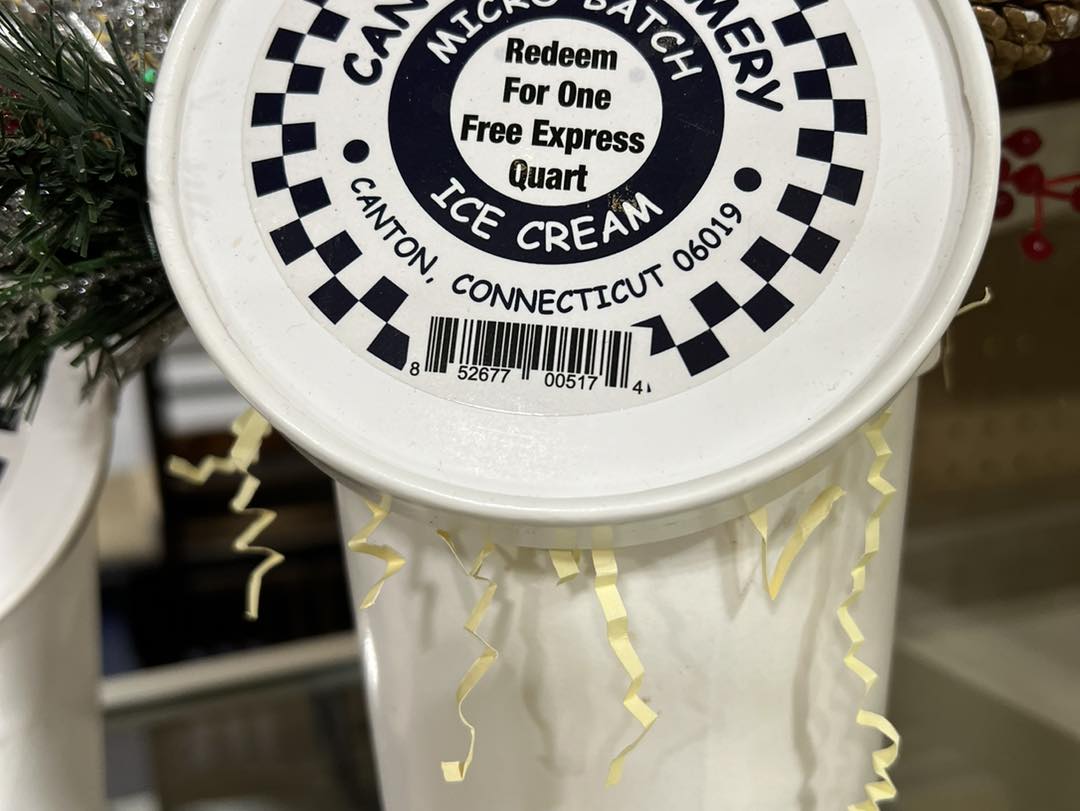 MICRO BATCH
Redeem
For One
Free Express
Quart
ICE CREAM
CANTON, CONNECTICUT 06019
8 52677 00517 4